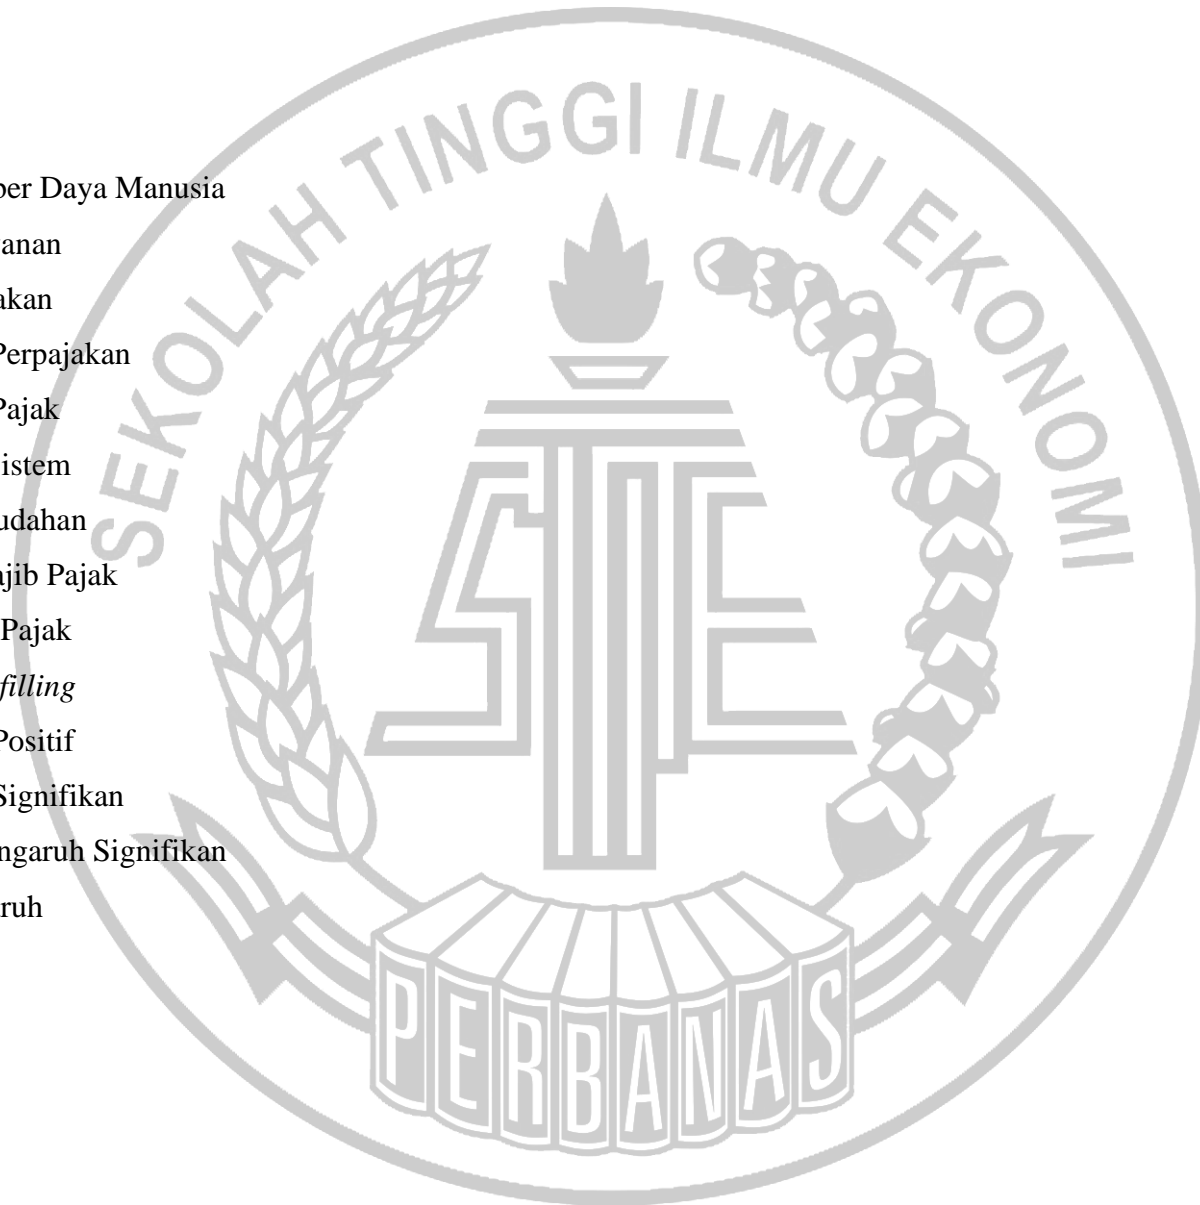 SEKOLAH TINGGI ILMU EKONOMI
ber Daya Manusia
anan
akan
Perpajakan
Pajak
istem
udahan
ajib Pajak
Pajak
filling
Positif
Signifikan
ngaruh Signifikan
ruh
STIE
PERBANAS